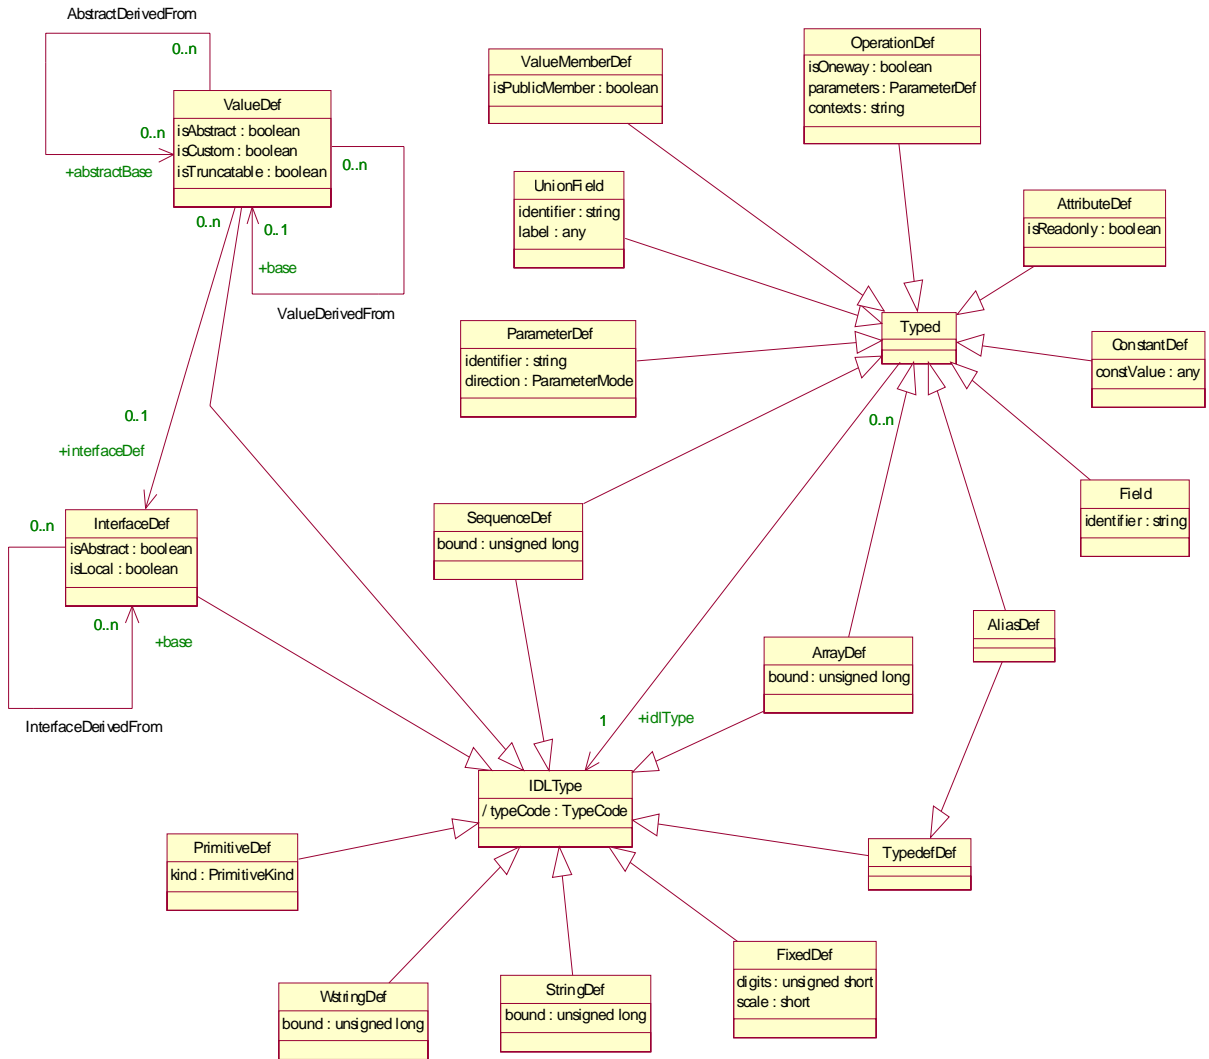 AbstractDerivedFrom
0..n
ValueDef
isAbstract : boolean
isCustom : boolean
isTruncatable : boolean
0..n
+abstractBase
0..n
0..n
0..1
+base
ValueDerivedFrom
ValueMemberDef
isPublicMember : boolean
OperationDef
isOneway : boolean
parameters : ParameterDef
contexts : string
UnionField
identifier : string
label : any
AttributeDef
isReadonly : boolean
ParameterDef
identifier : string
direction : ParameterMode
Typed
ConstantDef
constValue : any
0..1
+interfaceDef
0..n
SequenceDef
bound : unsigned long
Field
identifier : string
0..n
InterfaceDef
isAbstract : boolean
isLocal : boolean
0..n
+base
InterfaceDerivedFrom
ArrayDef
bound : unsigned long
AliasDef
1
+idlType
IDLType
/ typeCode : TypeCode
PrimitiveDef
kind : PrimitiveKind
TypedefDef
WstringDef
bound : unsigned long
StringDef
bound : unsigned long
FixedDef
digits : unsigned short
scale : short